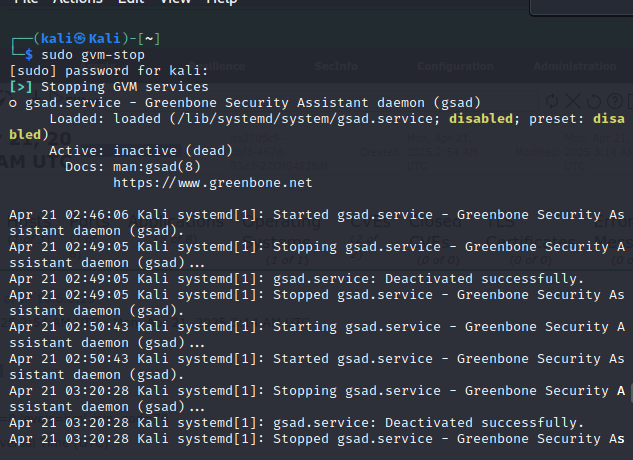 File Actions Edit View Help
┌──(kali㉿Kali)-[~]
└─$ sudo gvm-stop
[sudo] password for kali:
[>] Stopping GVM services
○ gsad.service - Greenbone Security Assistant daemon (gsad)
Loaded: loaded (/lib/systemd/system/gsad.service; disabled; preset: disa
bled)
Active: inactive (dead)
Docs: man:gsad(8)
https://www.greenbone.net
Apr 21 02:46:06 Kali systemd[1]: Started gsad.service - Greenbone Security As
sistant daemon (gsad).
Apr 21 02:49:05 Kali systemd[1]: Stopping gsad.service - Greenbone Security A
ssistant daemon (gsad)...
Apr 21 02:49:05 Kali systemd[1]: gsad.service: Deactivated successfully.
Apr 21 02:49:05 Kali systemd[1]: Stopped gsad.service - Greenbone Security As
sistant daemon (gsad).
Apr 21 02:50:43 Kali systemd[1]: Starting gsad.service - Greenbone Security A
ssistant daemon (gsad)...
Apr 21 02:50:43 Kali systemd[1]: Started gsad.service - Greenbone Security As
sistant daemon (gsad).
Apr 21 03:20:28 Kali systemd[1]: Stopping gsad.service - Greenbone Security A
ssistant daemon (gsad)...
Apr 21 03:20:28 Kali systemd[1]: gsad.service: Deactivated successfully.
Apr 21 03:20:28 Kali systemd[1]: Stopped gsad.service - Greenbone Security As